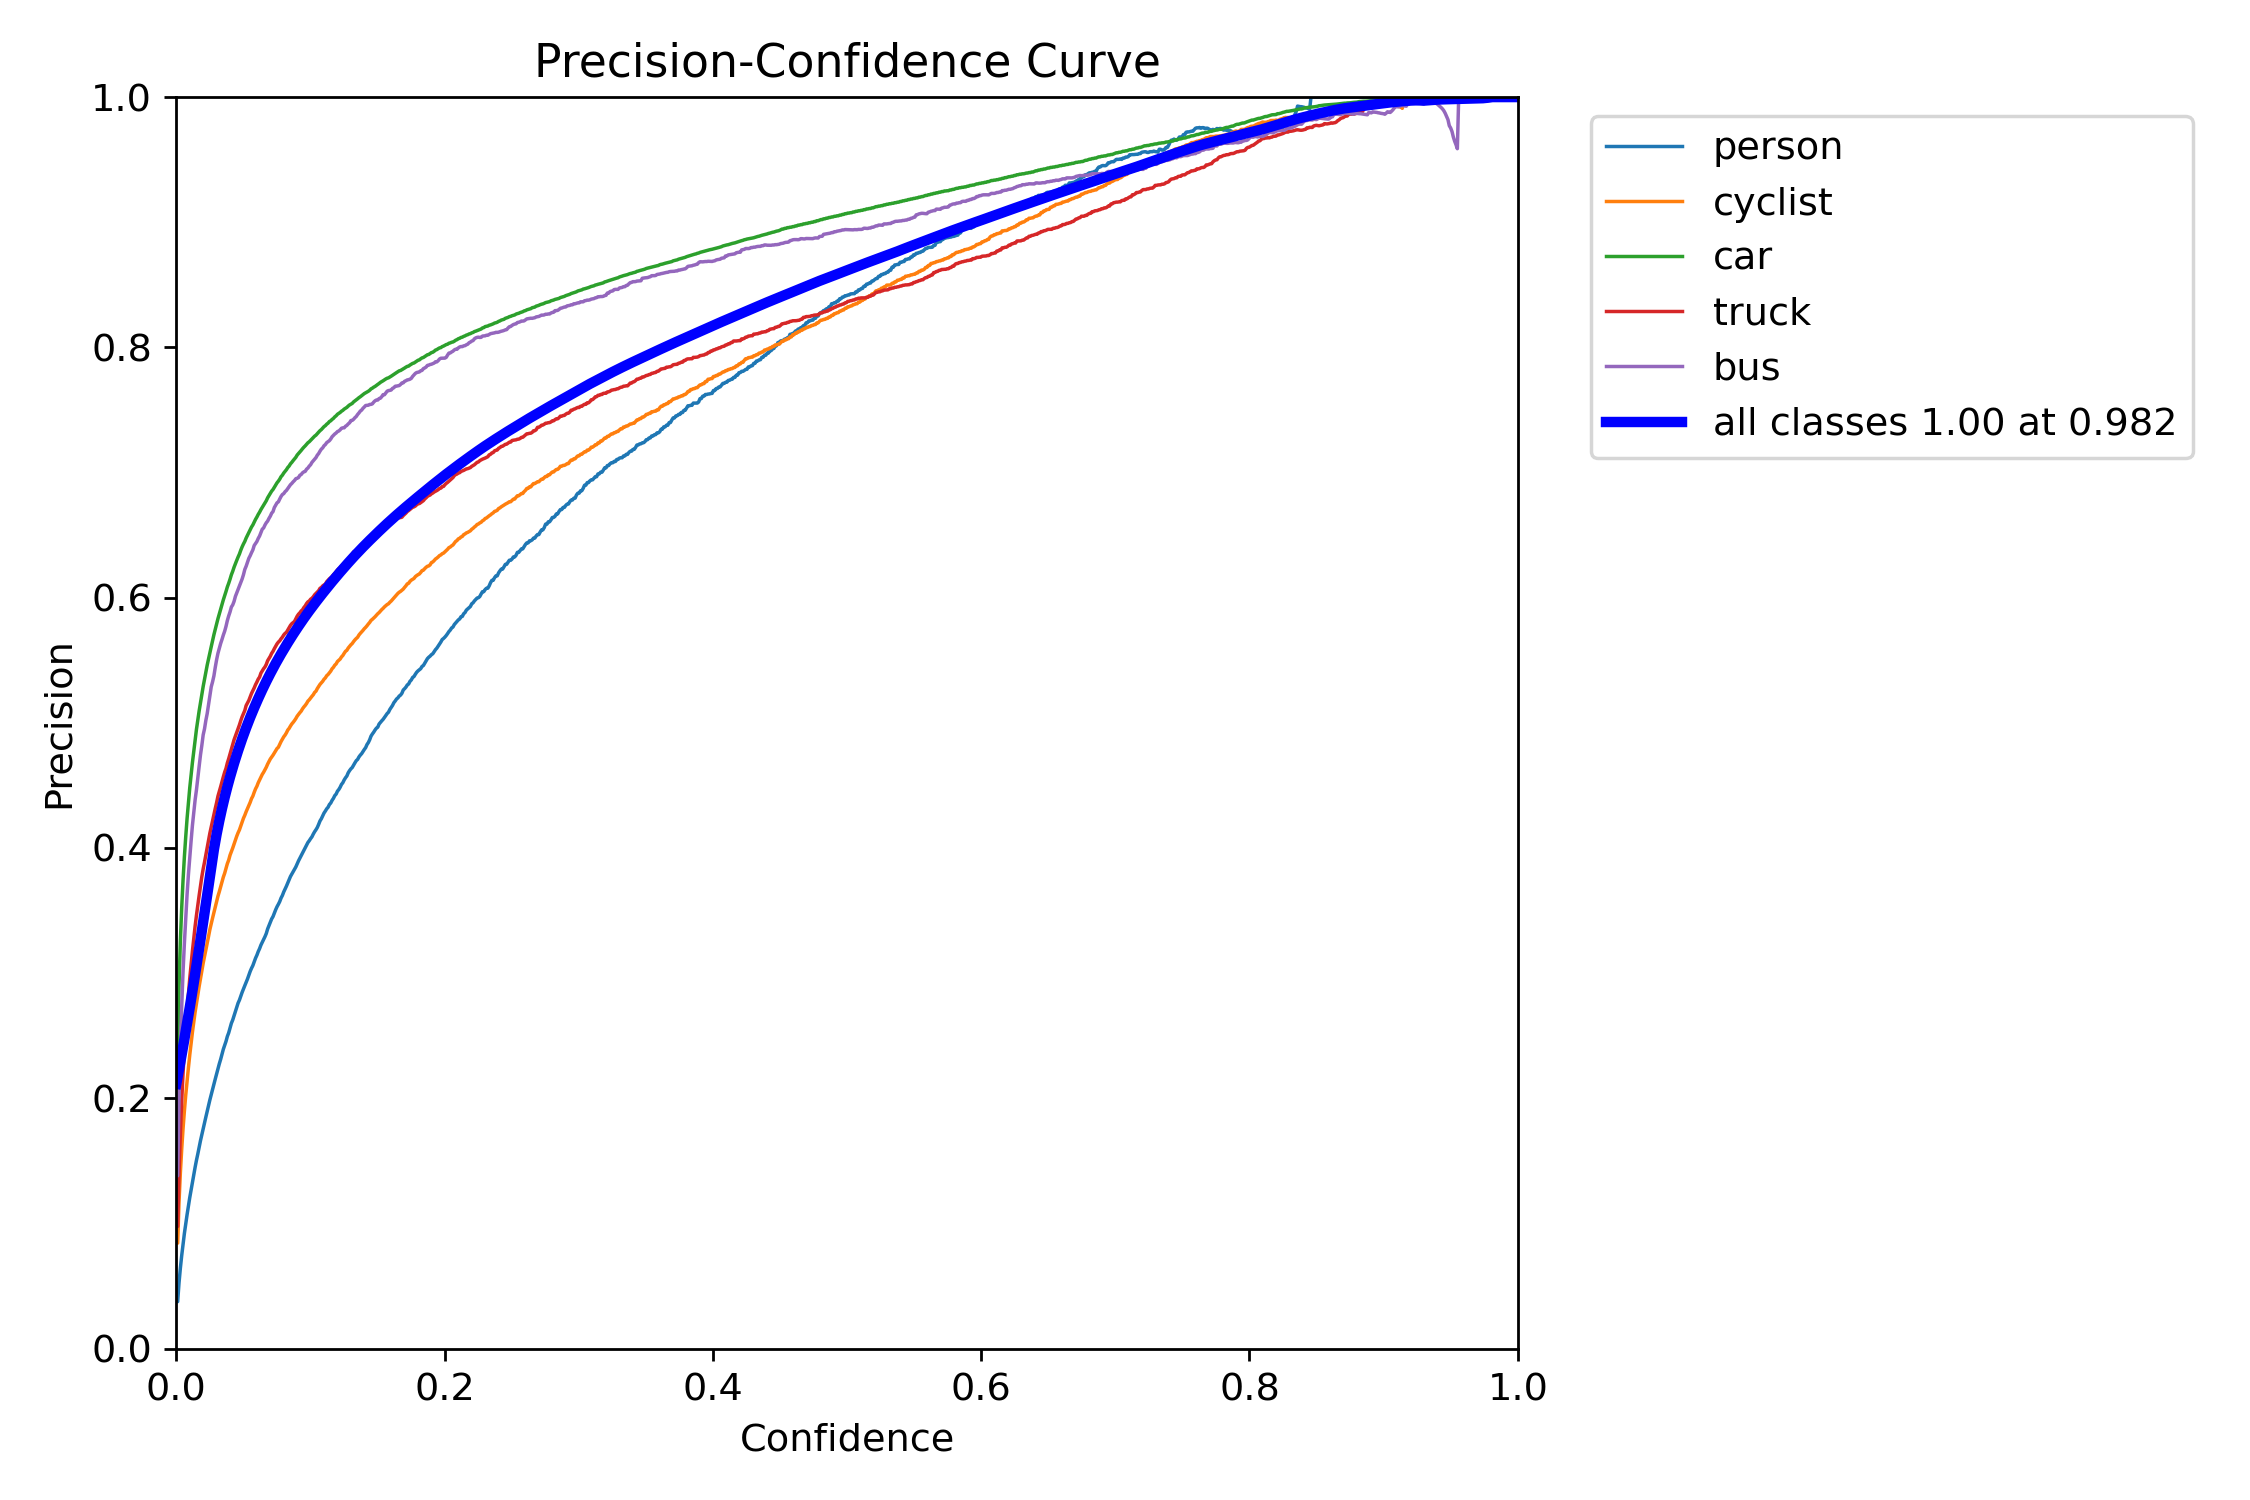 Precision-Confidence Curve
1.0
0.8
0.6
0.4
0.2
0.0
Precision
0.0 0.2 0.4 0.6 0.8 1.0
Confidence
person
cyclist
car
truck
bus
all classes 1.00 at 0.982